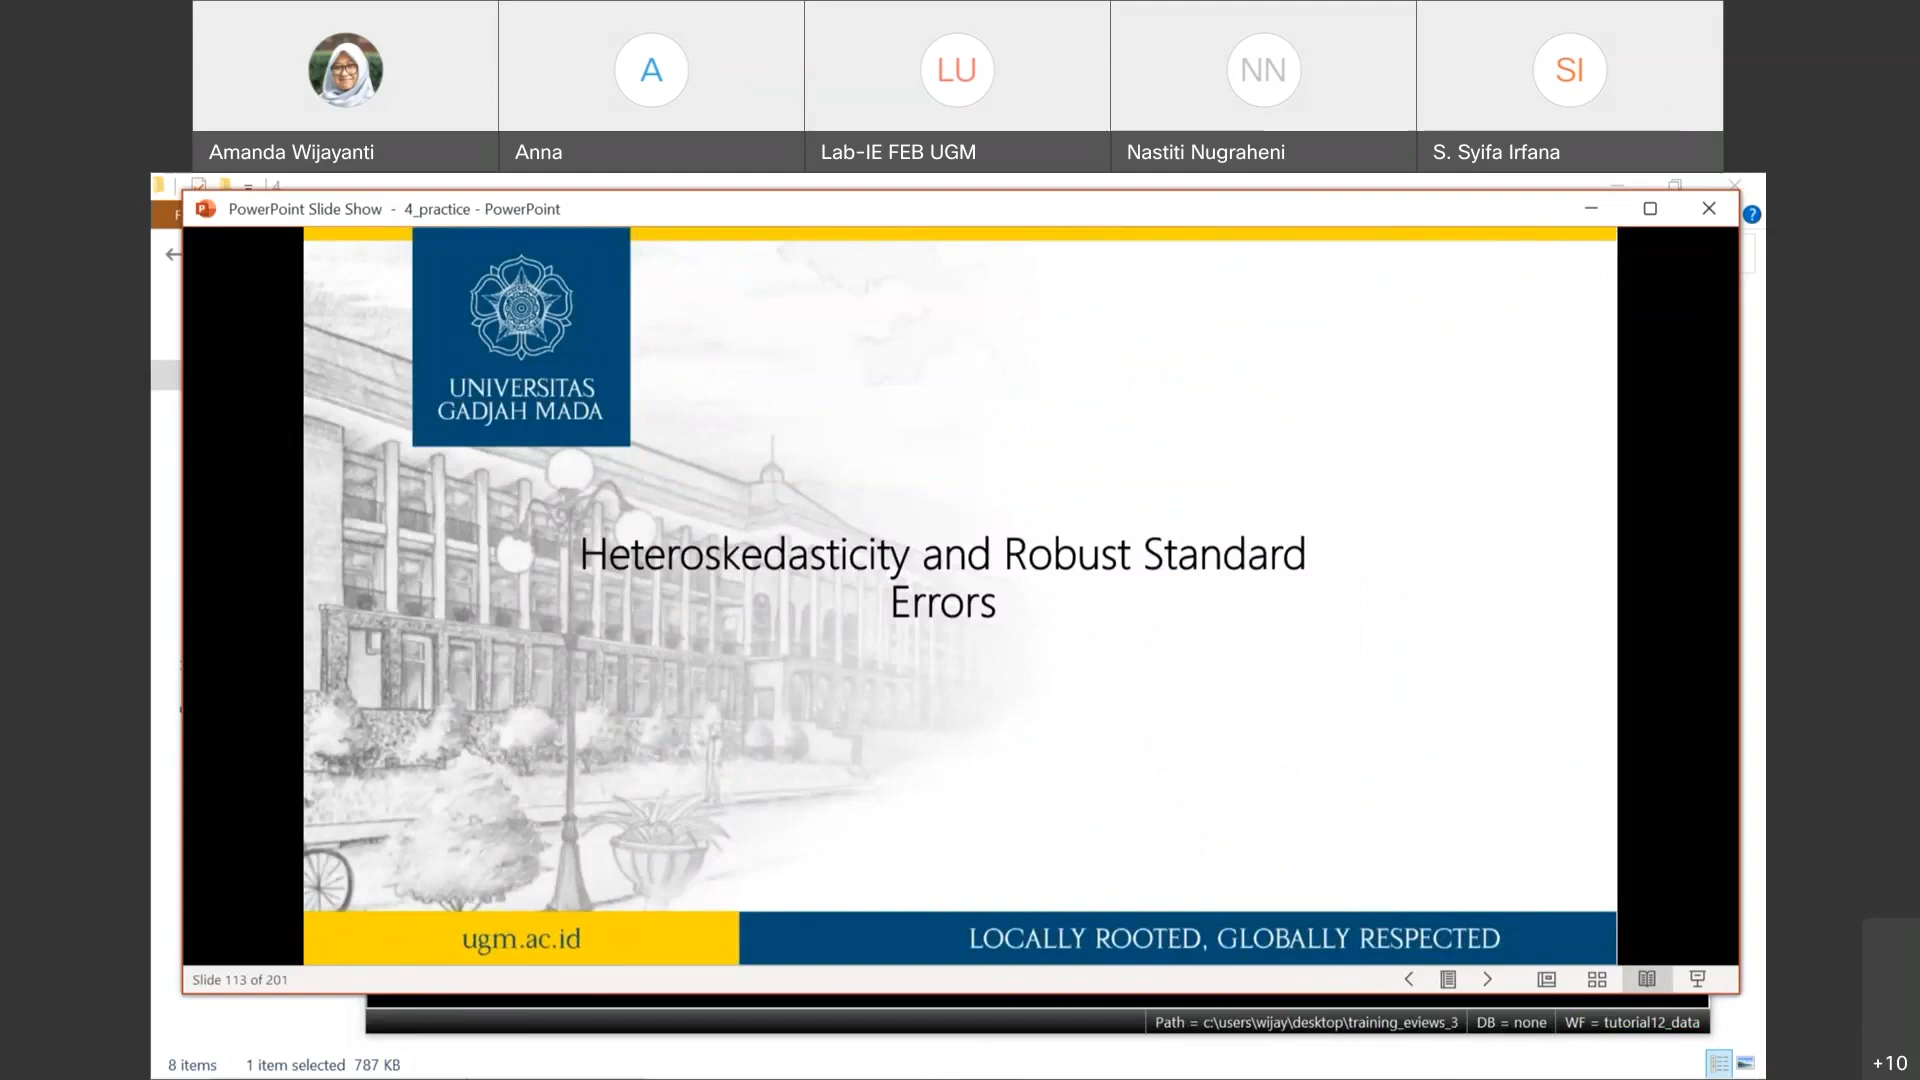 A
LU
NN
SI
Amanda Wijayanti
Anna
Lab-IE FEB UGM
Nastiti Nugraheni
S. Syifa Irfana
PowerPoint Slide Show - 4_practice - PowerPoint
?
UNIVERSITAS
GADJAH MADA
Heteroskedasticity and Robust Standard
Errors
ugm.ac.id
LOCALLY ROOTED, GLOBALLY RESPECTED
Slide 113 of 201
Path = c:\users\wijay\desktop\training_eviews_3
DB = none
WF = tutorial12_data
8 items
1 item selected 787 KB
+10